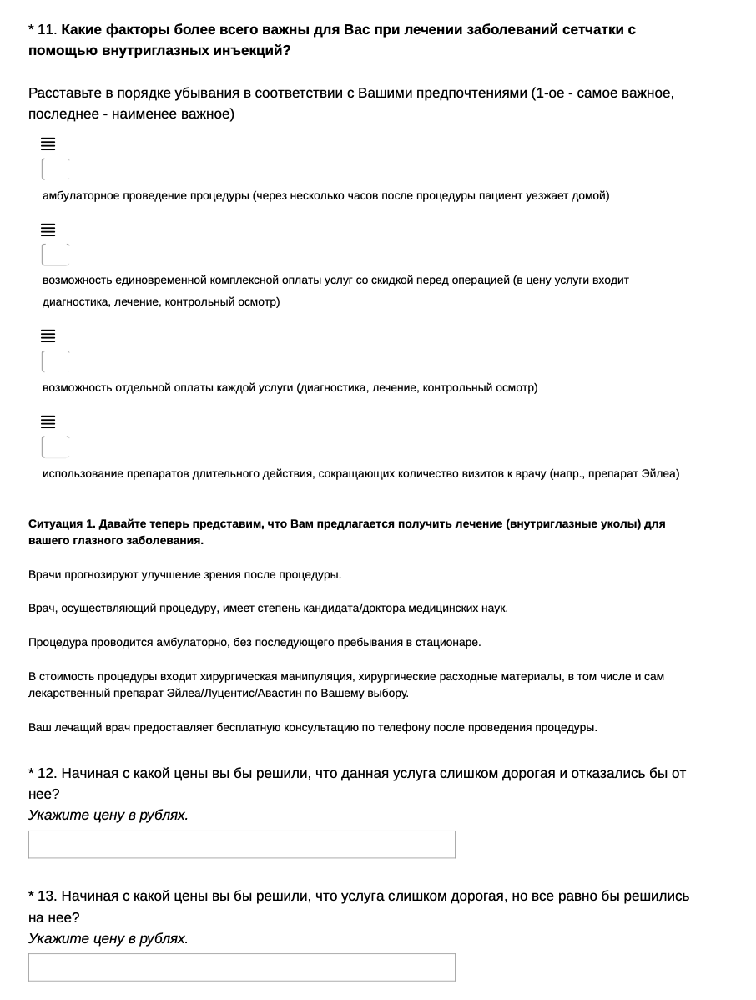 * 11. Какие факторы более всего важны для Вас при лечении заболеваний сетчатки с
помощью внутриглазных инъекций?
Расставьте в порядке убывания в соответствии с Вашими предпочтениями (1-ое - самое важное,
последнее - наименее важное)
амбулаторное проведение процедуры (через несколько часов после процедуры пациент уезжает домой)
возможность единовременной комплексной оплаты услуг со скидкой перед операцией (в цену услуги входит
диагностика, лечение, контрольный осмотр)
возможность отдельной оплаты каждой услуги (диагностика, лечение, контрольный осмотр)
использование препаратов длительного действия, сокращающих количество визитов к врачу (напр., препарат Эйлеа)
Ситуация 1. Давайте теперь представим, что Вам предлагается получить лечение (внутриглазные уколы) для
вашего глазного заболевания.
Врачи прогнозируют улучшение зрения после процедуры.
Врач, осуществляющий процедуру, имеет степень кандидата/доктора медицинских наук.
Процедура проводится амбулаторно, без последующего пребывания в стационаре.
В стоимость процедуры входит хирургическая манипуляция, хирургические расходные материалы, в том числе и сам
лекарственный препарат Эйлеа/Луцентис/Авастин по Вашему выбору.
Ваш лечащий врач предоставляет бесплатную консультацию по телефону после проведения процедуры.
* 12. Начиная с какой цены вы бы решили, что данная услуга слишком дорогая и отказались бы от
нее?
Укажите цену в рублях.
* 13. Начиная с какой цены вы бы решили, что услуга слишком дорогая, но все равно бы решились
на нее?
Укажите цену в рублях.